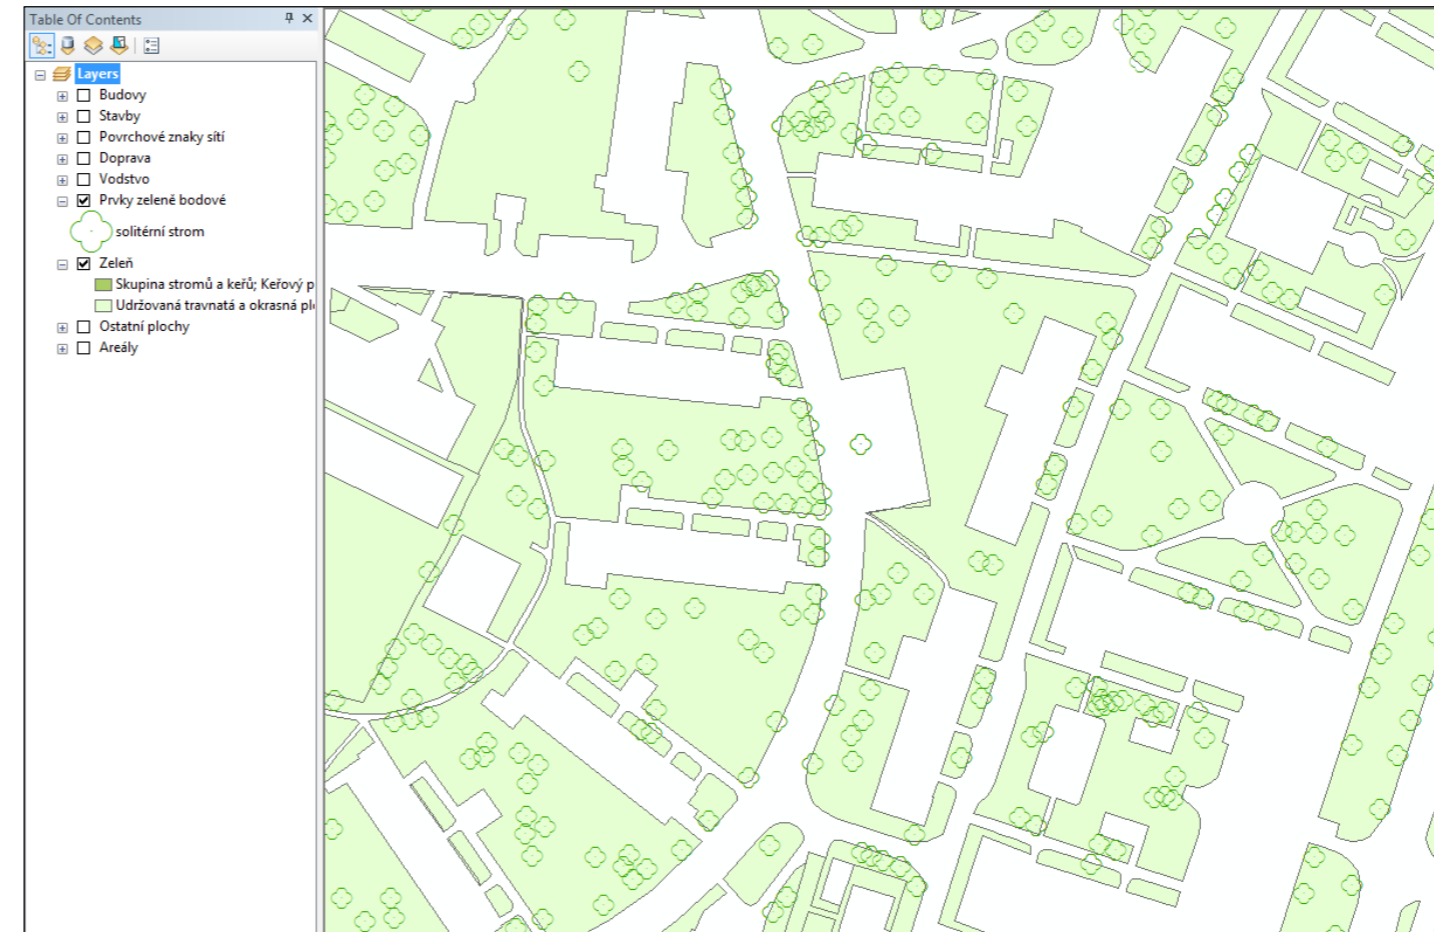 Table Of Contents
Layers
Budovy
Stavby
Povrchové znaky sítí
Doprava
Vodstvo
Prvky zeleně bodové
solitérní strom
Zeleň
Skupina stromů a keřů; Keřový p
Udržovaná travnatá a okrasná pl
Ostatní plochy
Areály